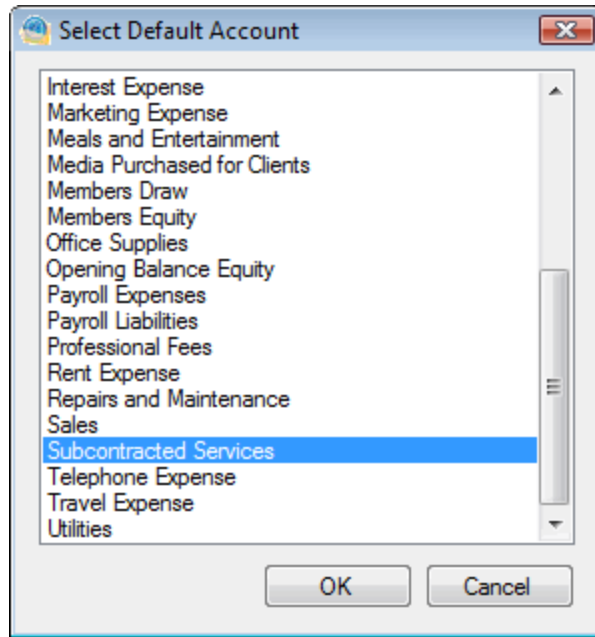 Select Default Account
Interest Expense
Marketing Expense
Meals and Entertainment
Media Purchased for Clients
Members Draw
Members Equity
Office Supplies
Opening Balance Equity
Payroll Expenses
Payroll Liabilities
Professional Fees
Rent Expense
Repairs and Maintenance
Sales
Subcontracted Services
Telephone Expense
Travel Expense
Utilities
OK Cancel